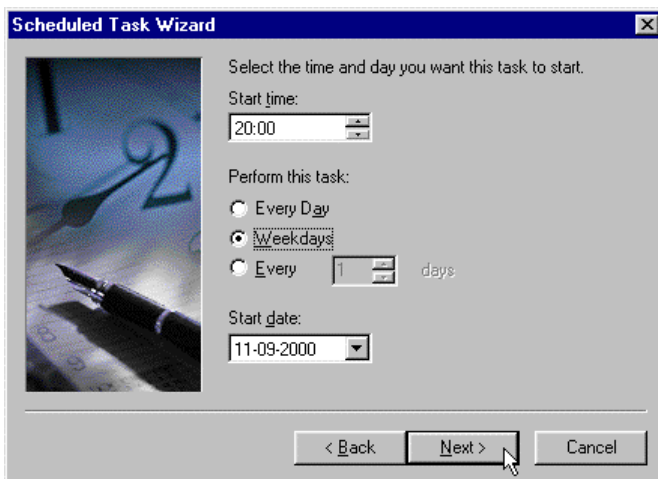 Scheduled Task Wizard
Select the time and day you want this task to start.
Start time:
20:00
Perform this task:
Every Day
Weekdays
Every 1 days
Start date:
11-09-2000
< Back Next > Cancel